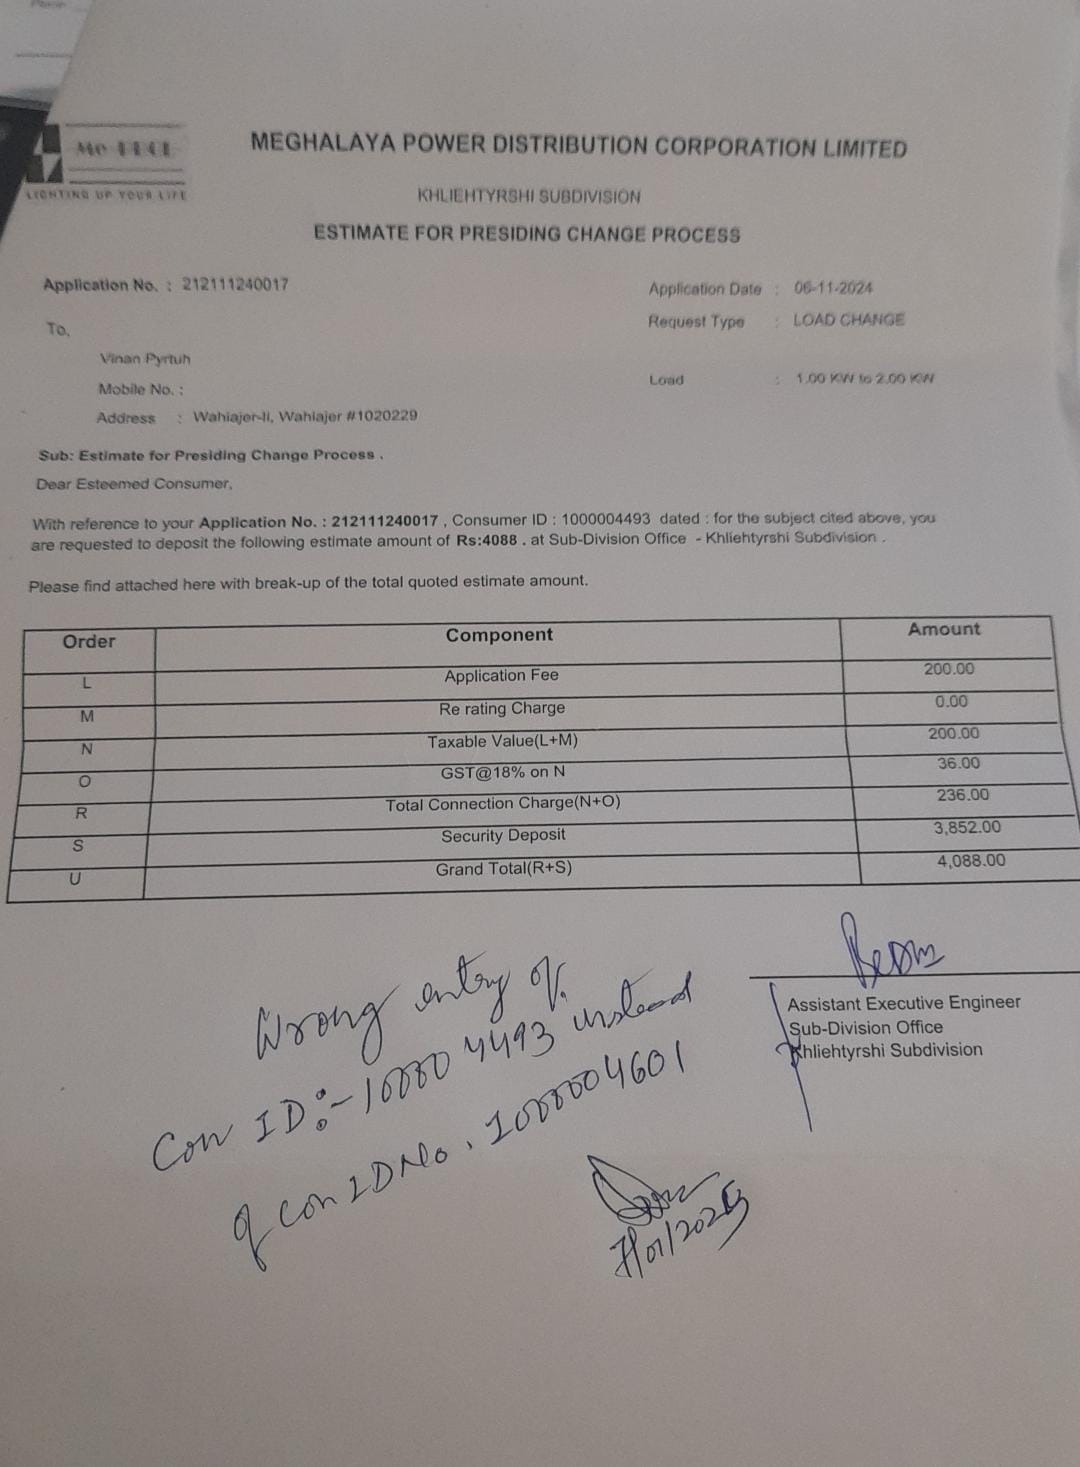 MePDCL
LIGHTING UP YOUR LIFE
MEGHALAYA POWER DISTRIBUTION CORPORATION LIMITED
KHLIEHTYRSHI SUBDIVISION
ESTIMATE FOR PRESIDING CHANGE PROCESS
Application No. : 212111240017
Application Date : 06-11-2024
Request Type : LOAD CHANGE
To,
Vinan Pyrtuh
Load : 1.00 KW to 2.00 KW
Mobile No. :
Address : Wahiajer-Ii, Wahiajer #1020229
Sub: Estimate for Presiding Change Process .
Dear Esteemed Consumer,
With reference to your Application No. : 212111240017 , Consumer ID : 1000004493 dated : for the subject cited above, you
are requested to deposit the following estimate amount of Rs:4088 . at Sub-Division Office - Khliehtyrshi Subdivision .
Please find attached here with break-up of the total quoted estimate amount.
Order Component Amount
L Application Fee 200.00
M Re rating Charge 0.00
N Taxable Value(L+M) 200.00
O GST@18% on N 36.00
R Total Connection Charge(N+O) 236.00
S Security Deposit 3,852.00
U Grand Total(R+S) 4,088.00
Assistant Executive Engineer
Sub-Division Office
Khliehtyrshi Subdivision
Wrong entry of
Con ID:- 10000 4493 instead
of con ID No. 1000004601